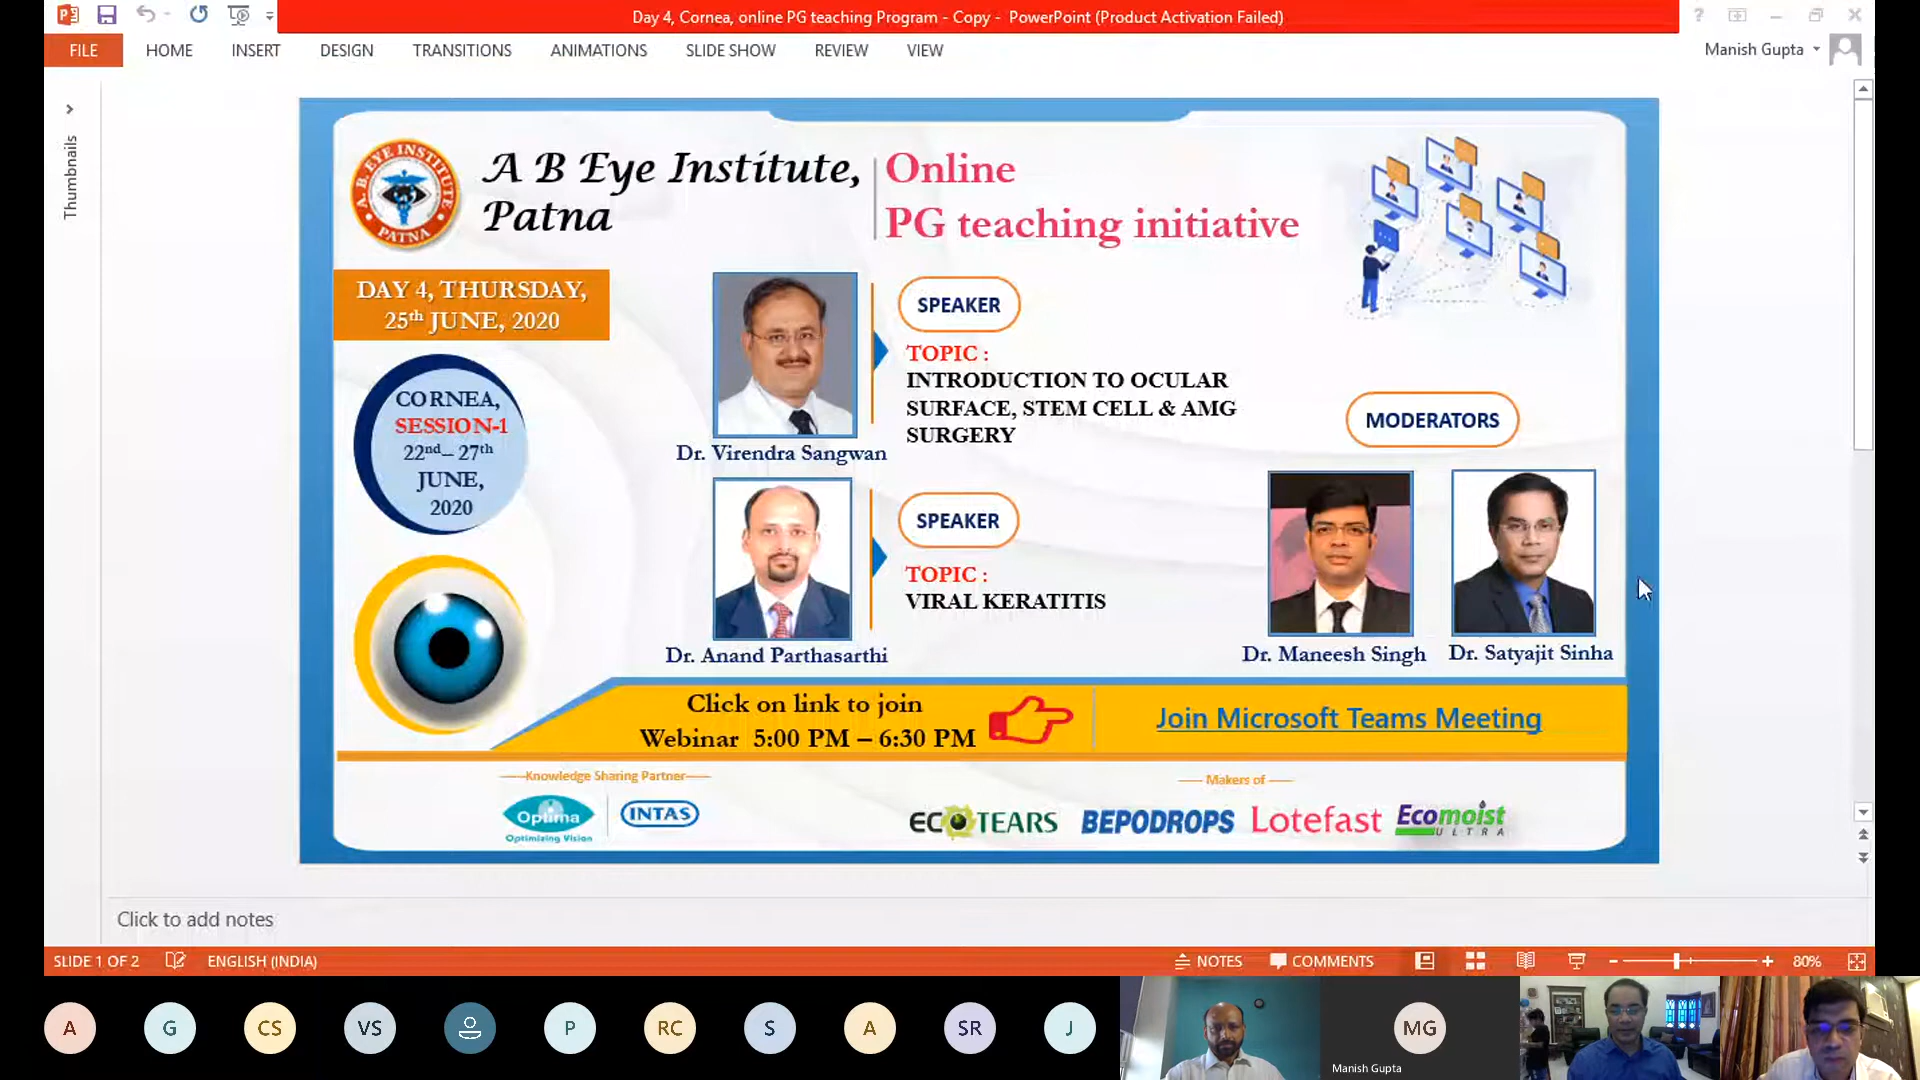 Day 4, Cornea, online PG teaching Program - Copy - PowerPoint (Product Activation Failed)
FILE HOME INSERT DESIGN TRANSITIONS ANIMATIONS SLIDE SHOW REVIEW VIEW
Manish Gupta
Thumbnails
A.B. EYE INSTITUTE
PATNA
A B Eye Institute,
Patna
Online
PG teaching initiative
DAY 4, THURSDAY,
25th JUNE, 2020
CORNEA,
SESSION-1
22nd– 27th
JUNE,
2020
SPEAKER
TOPIC :
INTRODUCTION TO OCULAR
SURFACE, STEM CELL & AMG
SURGERY
Dr. Virendra Sangwan
SPEAKER
TOPIC :
VIRAL KERATITIS
Dr. Anand Parthasarthi
MODERATORS
Dr. Maneesh Singh
Dr. Satyajit Sinha
Click on link to join
Webinar 5:00 PM – 6:30 PM
Join Microsoft Teams Meeting
Knowledge Sharing Partner
Optima
Optimizing Vision
INTAS
Makers of
ECOTEARS BEPODROPS Lotefast Ecomoist
ULTRA
Click to add notes
SLIDE 1 OF 2 ENGLISH (INDIA) NOTES COMMENTS 80%
A G CS VS P RC S A SR J MG
Manish Gupta